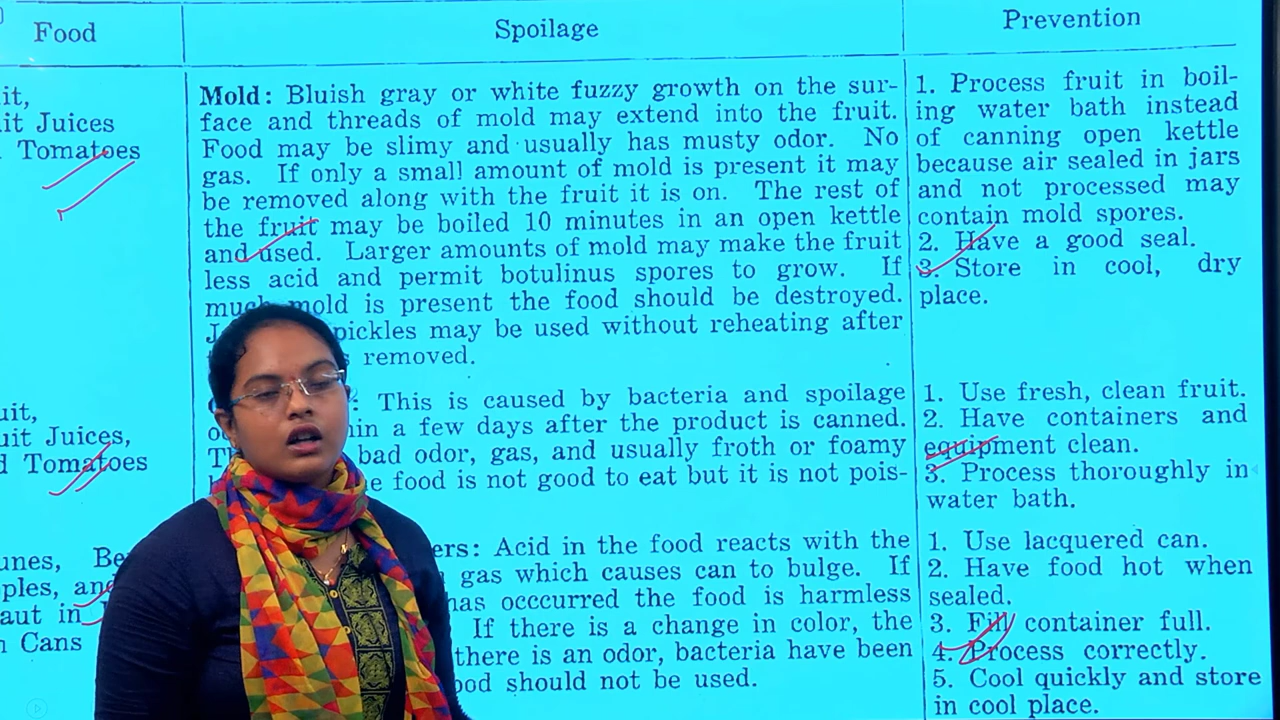 Food
Spoilage
Prevention
it,
it Juices
Tomatoes
Mold: Bluish gray or white fuzzy growth on the sur-
face and threads of mold may extend into the fruit.
Food may be slimy and usually has musty odor. No
gas. If only a small amount of mold is present it may
be removed along with the fruit it is on. The rest of
the fruit may be boiled 10 minutes in an open kettle
and used. Larger amounts of mold may make the fruit
less acid and permit botulinus spores to grow. If
much mold is present the food should be destroyed.
pickles may be used without reheating after
removed.
1. Process fruit in boil-
ing water bath instead
of canning open kettle
because air sealed in jars
and not processed may
contain mold spores.
2. Have a good seal.
3. Store in cool, dry
place.
uit,
uit Juices,
d Tomatoes
: This is caused by bacteria and spoilage
hin a few days after the product is canned.
bad odor, gas, and usually froth or foamy
e food is not good to eat but it is not pois-
1. Use fresh, clean fruit.
2. Have containers and
equipment clean.
3. Process thoroughly in
water bath.
unes, Be
ples, and
aut in
n Cans
ers: Acid in the food reacts with the
gas which causes can to bulge. If
has occcurred the food is harmless
If there is a change in color, the
there is an odor, bacteria have been
ood should not be used.
1. Use lacquered can.
2. Have food hot when
sealed.
3. Fill container full.
4. Process correctly.
5. Cool quickly and store
in cool place.